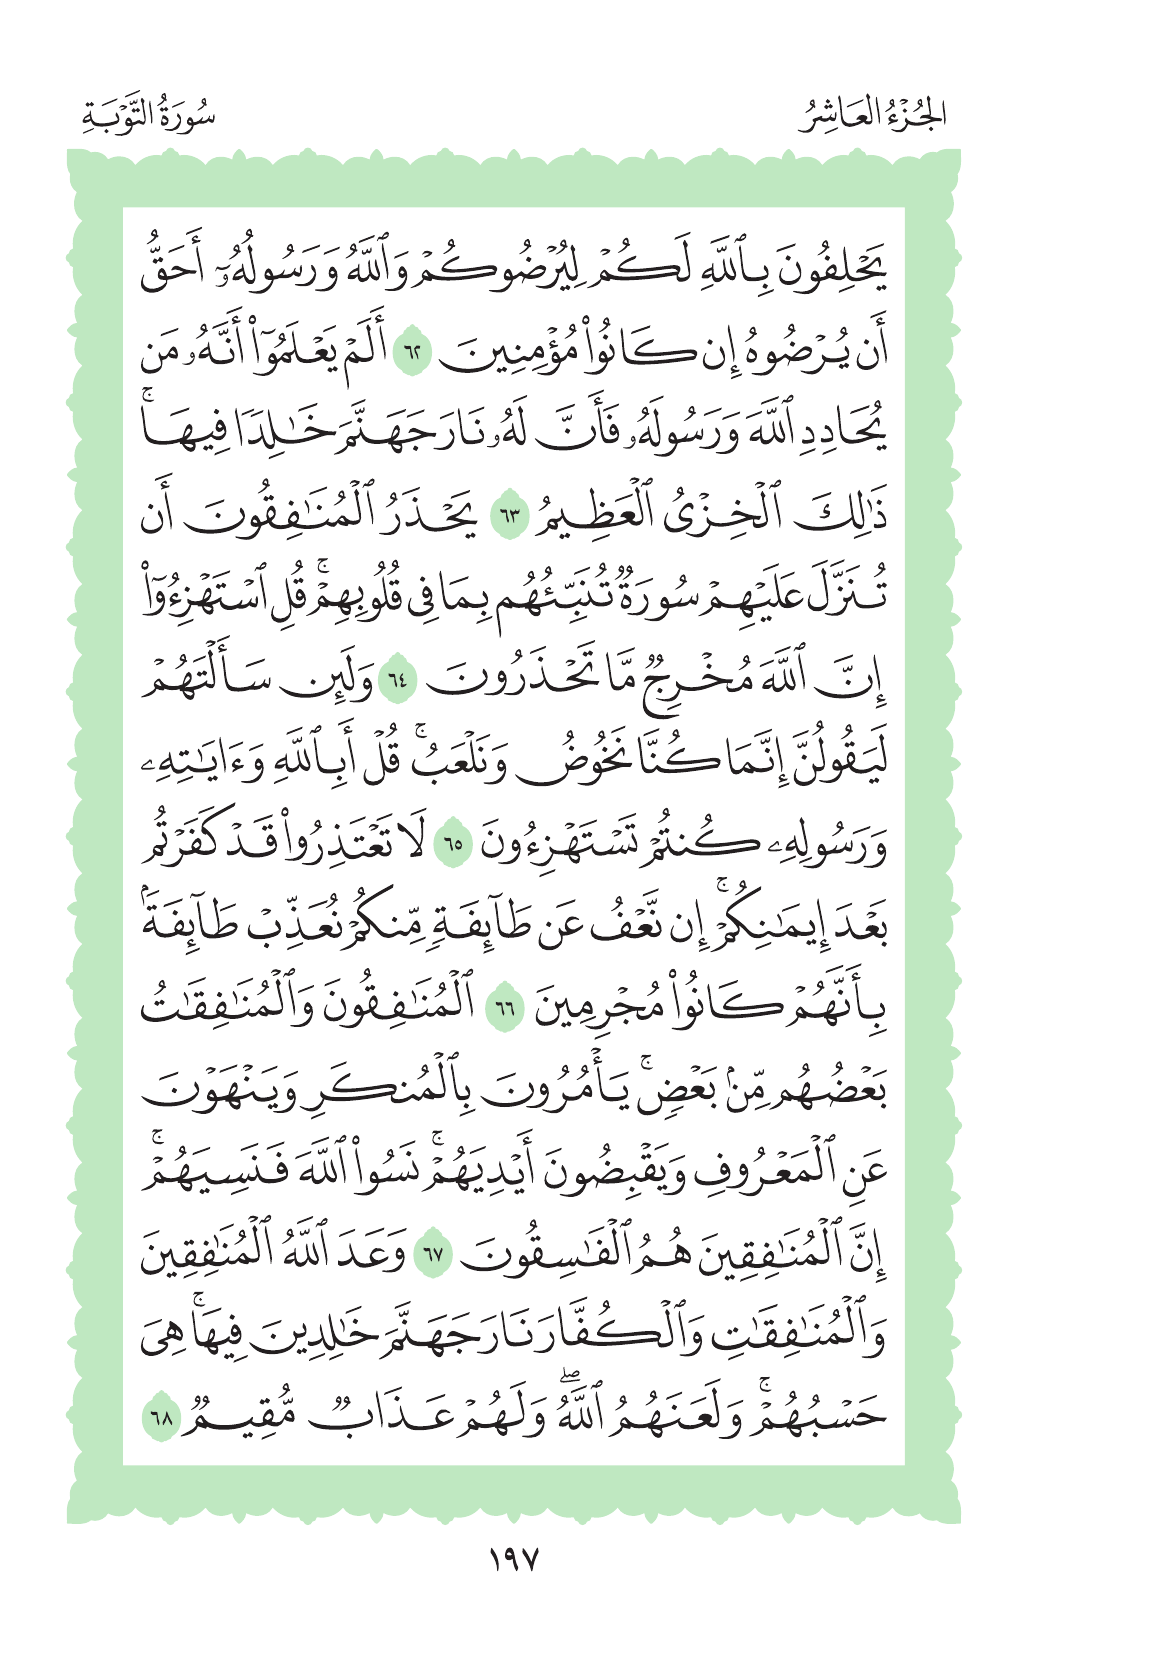 الجُزْءُ العَاشِرُ
سُورَةُ التَّوْبَةِ
يَحۡلِفُونَ بِٱللَّهِ لَكُمۡ لِيُرۡضُوكُمۡ وَٱللَّهُ وَرَسُولُهُۥٓ أَحَقُّ
أَن يُرۡضُوهُ إِن كَانُواْ مُؤۡمِنِينَ ٦٢ أَلَمۡ يَعۡلَمُوٓاْ أَنَّهُۥ مَن
يُحَادِدِ ٱللَّهَ وَرَسُولَهُۥ فَأَنَّ لَهُۥ نَارَ جَهَنَّمَ خَٰلِدٗا فِيهَاۚ
ذَٰلِكَ ٱلۡخِزۡيُ ٱلۡعَظِيمُ ٦٣ يَحۡذَرُ ٱلۡمُنَٰفِقُونَ أَن
تُنَزَّلَ عَلَيۡهِمۡ سُورَةٞ تُنَبِّئُهُم بِمَا فِي قُلُوبِهِمۡۚ قُلِ ٱسۡتَهۡزِءُوٓاْ
إِنَّ ٱللَّهَ مُخۡرِجٞ مَّا تَحۡذَرُونَ ٦٤ وَلَئِن سَأَلۡتَهُمۡ
لَيَقُولُنَّ إِنَّمَا كُنَّا نَخُوضُ وَنَلۡعَبُۚ قُلۡ أَبِٱللَّهِ وَءَايَٰتِهِۦ
وَرَسُولِهِۦ كُنتُمۡ تَسۡتَهۡزِءُونَ ٦٥ لَا تَعۡتَذِرُواْ قَدۡ كَفَرۡتُم
بَعۡدَ إِيمَٰنِكُمۡۚ إِن نَّعۡفُ عَن طَآئِفَةٖ مِّنكُمۡ نُعَذِّبۡ طَآئِفَةَۢ
بِأَنَّهُمۡ كَانُواْ مُجۡرِمِينَ ٦٦ ٱلۡمُنَٰفِقُونَ وَٱلۡمُنَٰفِقَٰتُ
بَعۡضُهُم مِّنۢ بَعۡضٖۚ يَأۡمُرُونَ بِٱلۡمُنكَرِ وَيَنۡهَوۡنَ
عَنِ ٱلۡمَعۡرُوفِ وَيَقۡبِضُونَ أَيۡدِيَهُمۡۚ نَسُواْ ٱللَّهَ فَنَسِيَهُمۡۚ
إِنَّ ٱلۡمُنَٰفِقِينَ هُمُ ٱلۡفَٰسِقُونَ ٦٧ وَعَدَ ٱللَّهُ ٱلۡمُنَٰفِقِينَ
وَٱلۡمُنَٰفِقَٰتِ وَٱلۡكُفَّارَ نَارَ جَهَنَّمَ خَٰلِدِينَ فِيهَاۚ هِيَ
حَسۡبُهُمۡۚ وَلَعَنَهُمُ ٱللَّهُۖ وَلَهُمۡ عَذَابٞ مُّقِيمٞ ٦٨
١٩٧